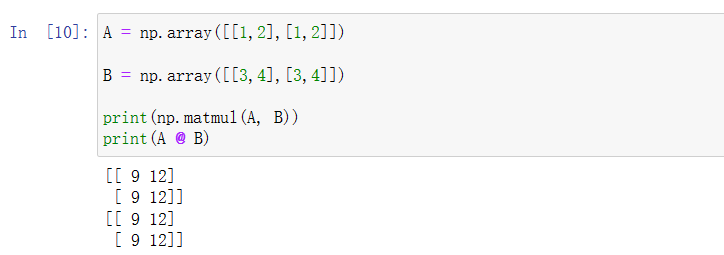 In [10]: A = np.array([[1,2],[1,2]])
B = np.array([[3,4],[3,4]])
print(np.matmul(A, B))
print(A @ B)
[[ 9 12]
 [ 9 12]]
[[ 9 12]
 [ 9 12]]